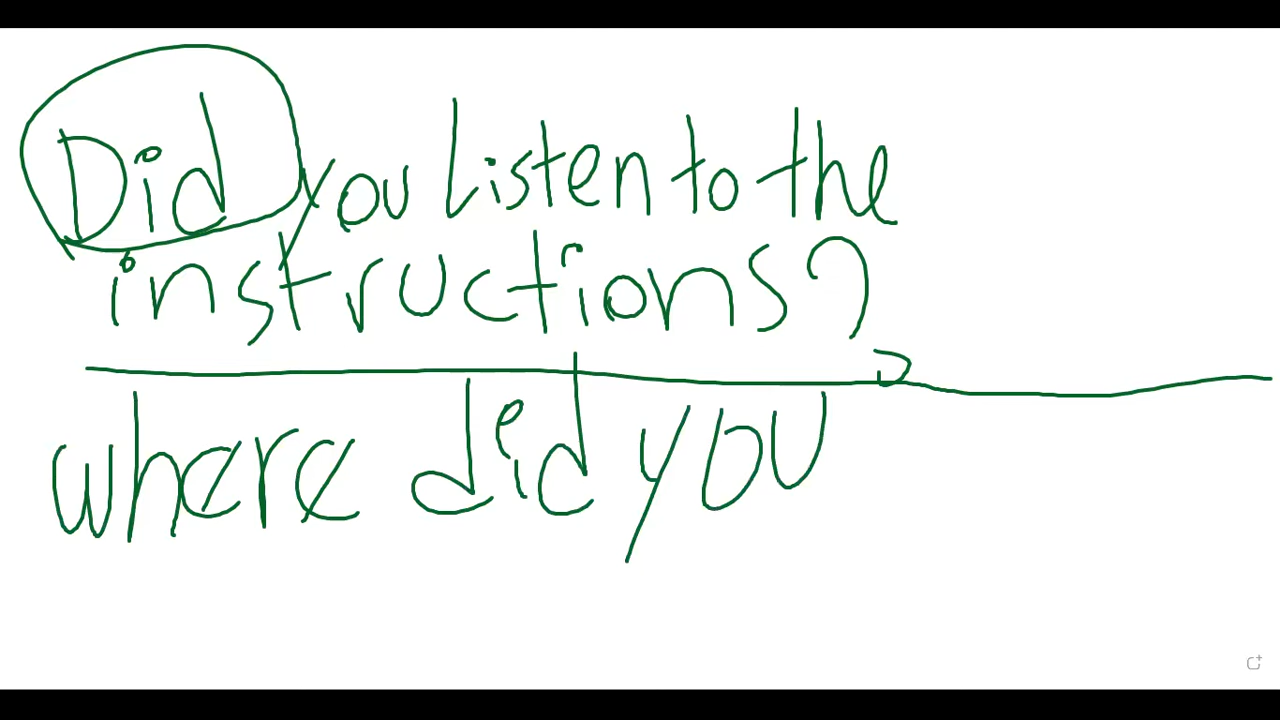 Did you Listen to the
instructions?
where did you